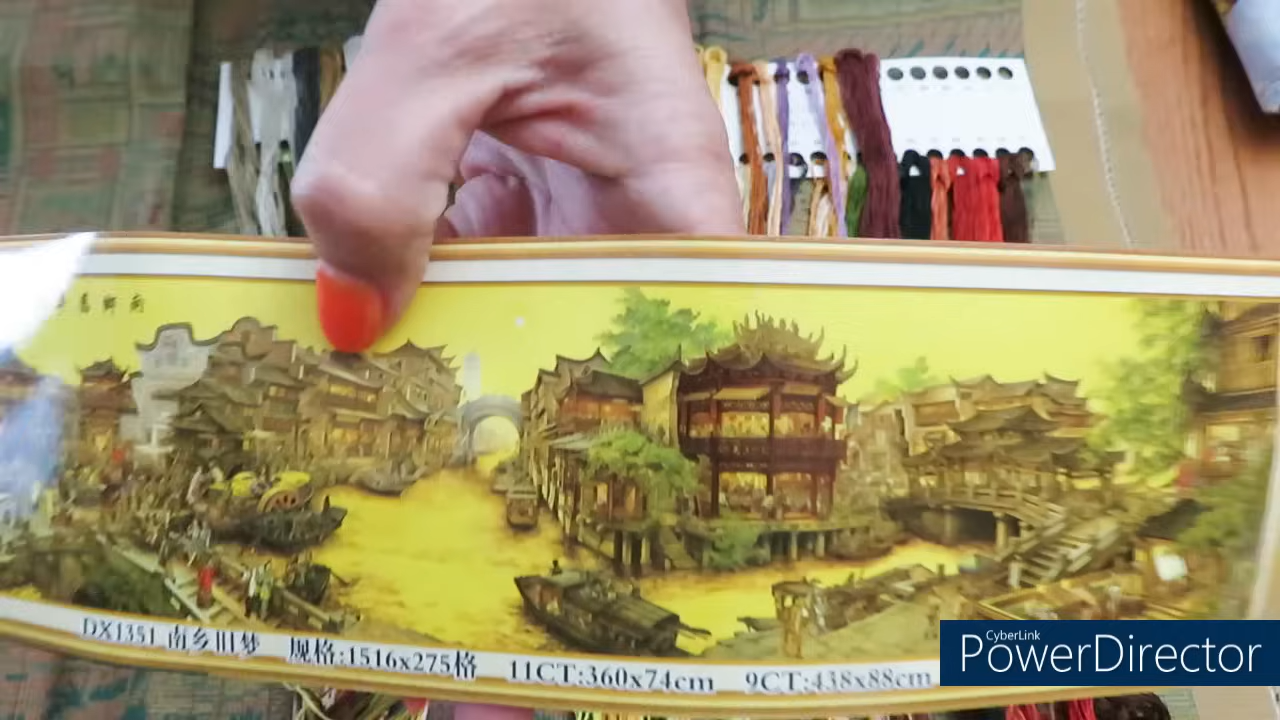 DX1351 南乡旧梦 规格:1516x275格 11CT:360x74cm 9CT:438x88cm
CyberLink
PowerDirector